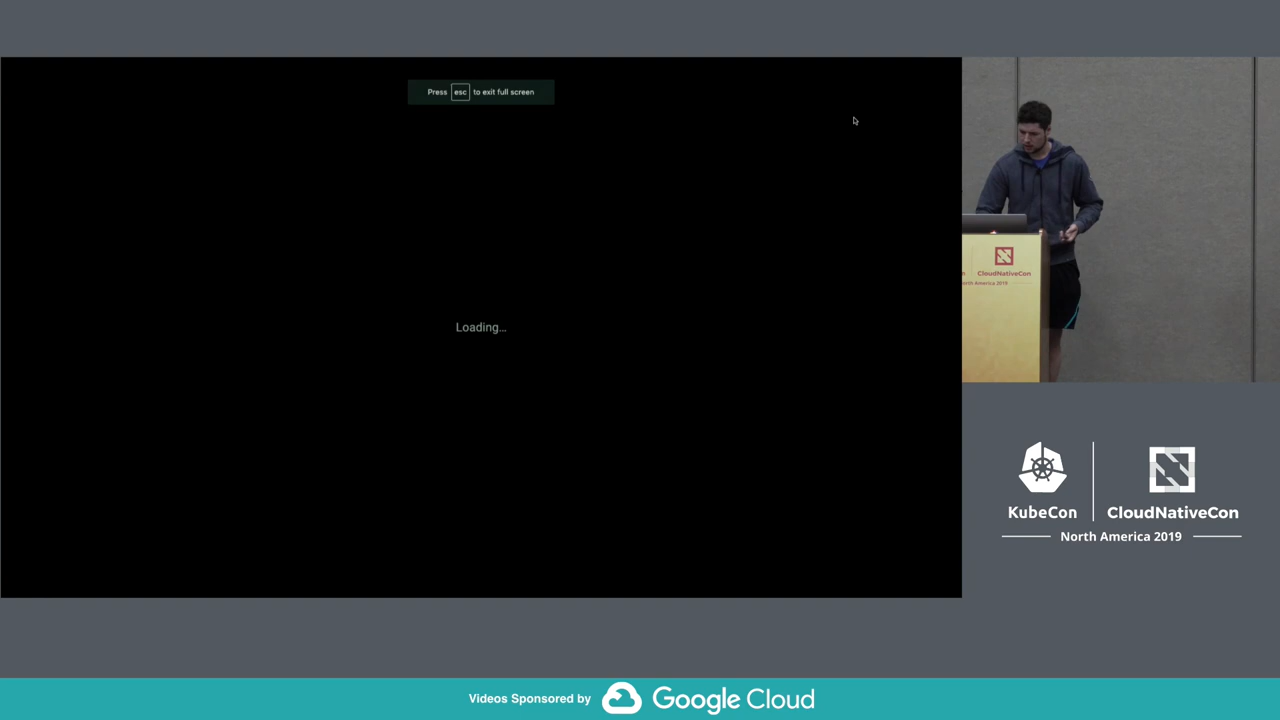 Press esc to exit full screen
Loading...
CloudNativeCon
North America 2019
KubeCon
CloudNativeCon
North America 2019
Videos Sponsored by Google Cloud